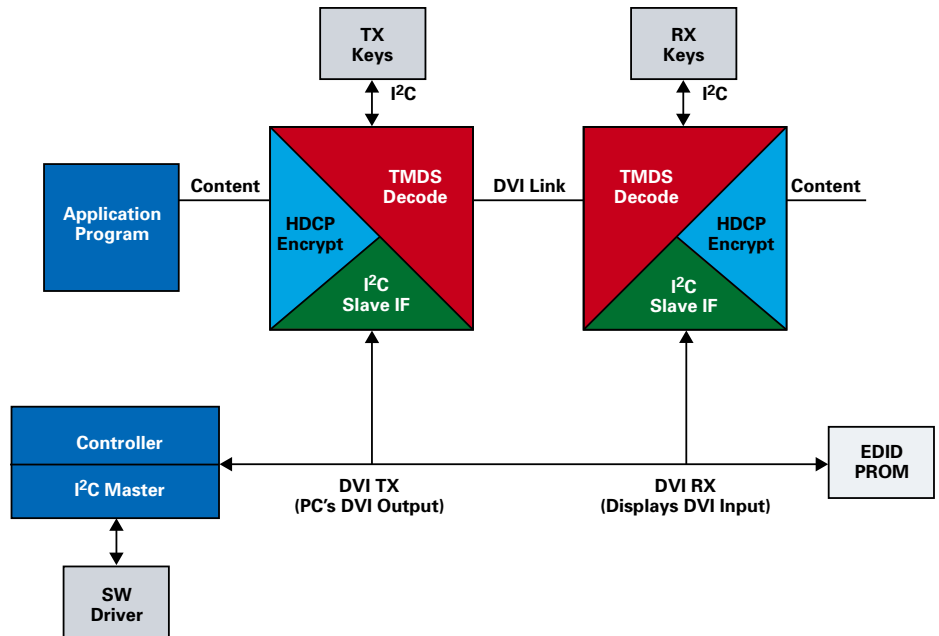 TX
Keys
RX
Keys
I²C
I²C
Application
Program
Content
TMDS
Decode
HDCP
Encrypt
I²C
Slave IF
DVI Link
TMDS
Decode
HDCP
Encrypt
I²C
Slave IF
Content
Controller
I²C Master
DVI TX
(PC's DVI Output)
DVI RX
(Displays DVI Input)
EDID
PROM
SW
Driver